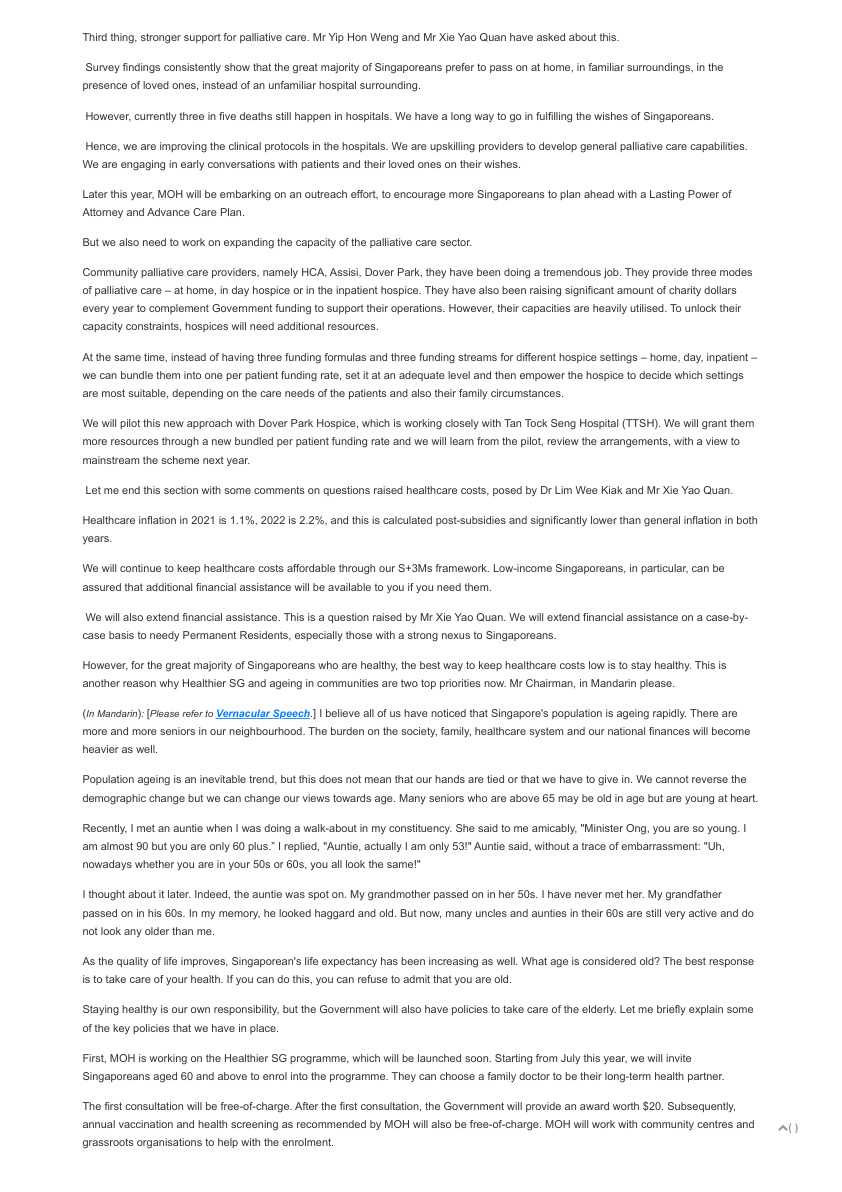 Third thing, stronger support for palliative care. Mr Yip Hon Weng and Mr Xie Yao Quan have asked about this.
Survey findings consistently show that the great majority of Singaporeans prefer to pass on at home, in familiar surroundings, in the
presence of loved ones, instead of an unfamiliar hospital surrounding.
However, currently three in five deaths still happen in hospitals. We have a long way to go in fulfilling the wishes of Singaporeans.
Hence, we are improving the clinical protocols in the hospitals. We are upskilling providers to develop general palliative care capabilities.
We are engaging in early conversations with patients and their loved ones on their wishes.
Later this year, MOH will be embarking on an outreach effort, to encourage more Singaporeans to plan ahead with a Lasting Power of
Attorney and Advance Care Plan.
But we also need to work on expanding the capacity of the palliative care sector.
Community palliative care providers, namely HCA, Assisi, Dover Park, they have been doing a tremendous job. They provide three modes
of palliative care – at home, in day hospice or in the inpatient hospice. They have also been raising significant amount of charity dollars
every year to complement Government funding to support their operations. However, their capacities are heavily utilised. To unlock their
capacity constraints, hospices will need additional resources.
At the same time, instead of having three funding formulas and three funding streams for different hospice settings – home, day, inpatient –
we can bundle them into one per patient funding rate, set it at an adequate level and then empower the hospice to decide which settings
are most suitable, depending on the care needs of the patients and also their family circumstances.
We will pilot this new approach with Dover Park Hospice, which is working closely with Tan Tock Seng Hospital (TTSH). We will grant them
more resources through a new bundled per patient funding rate and we will learn from the pilot, review the arrangements, with a view to
mainstream the scheme next year.
Let me end this section with some comments on questions raised healthcare costs, posed by Dr Lim Wee Kiak and Mr Xie Yao Quan.
Healthcare inflation in 2021 is 1.1%, 2022 is 2.2%, and this is calculated post-subsidies and significantly lower than general inflation in both
years.
We will continue to keep healthcare costs affordable through our S+3Ms framework. Low-income Singaporeans, in particular, can be
assured that additional financial assistance will be available to you if you need them.
We will also extend financial assistance. This is a question raised by Mr Xie Yao Quan. We will extend financial assistance on a case-by-
case basis to needy Permanent Residents, especially those with a strong nexus to Singaporeans.
However, for the great majority of Singaporeans who are healthy, the best way to keep healthcare costs low is to stay healthy. This is
another reason why Healthier SG and ageing in communities are two top priorities now. Mr Chairman, in Mandarin please.
(In Mandarin): [Please refer to Vernacular Speech.] I believe all of us have noticed that Singapore's population is ageing rapidly. There are
more and more seniors in our neighbourhood. The burden on the society, family, healthcare system and our national finances will become
heavier as well.
Population ageing is an inevitable trend, but this does not mean that our hands are tied or that we have to give in. We cannot reverse the
demographic change but we can change our views towards age. Many seniors who are above 65 may be old in age but are young at heart.
Recently, I met an auntie when I was doing a walk-about in my constituency. She said to me amicably, "Minister Ong, you are so young. I
am almost 90 but you are only 60 plus.” I replied, "Auntie, actually I am only 53!" Auntie said, without a trace of embarrassment: "Uh,
nowadays whether you are in your 50s or 60s, you all look the same!"
I thought about it later. Indeed, the auntie was spot on. My grandmother passed on in her 50s. I have never met her. My grandfather
passed on in his 60s. In my memory, he looked haggard and old. But now, many uncles and aunties in their 60s are still very active and do
not look any older than me.
As the quality of life improves, Singaporean's life expectancy has been increasing as well. What age is considered old? The best response
is to take care of your health. If you can do this, you can refuse to admit that you are old.
Staying healthy is our own responsibility, but the Government will also have policies to take care of the elderly. Let me briefly explain some
of the key policies that we have in place.
First, MOH is working on the Healthier SG programme, which will be launched soon. Starting from July this year, we will invite
Singaporeans aged 60 and above to enrol into the programme. They can choose a family doctor to be their long-term health partner.
The first consultation will be free-of-charge. After the first consultation, the Government will provide an award worth $20. Subsequently,
annual vaccination and health screening as recommended by MOH will also be free-of-charge. MOH will work with community centres and
grassroots organisations to help with the enrolment.
( )